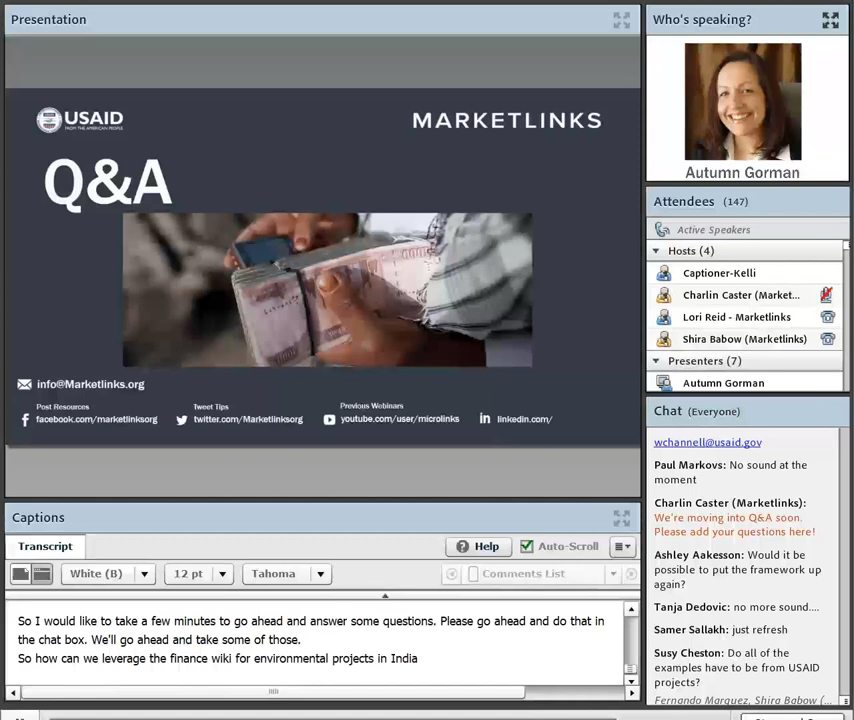 Presentation
USAID
FROM THE AMERICAN PEOPLE
MARKETLINKS
Q&A
info@Marketlinks.org
Post Resources
facebook.com/marketlinksorg
Tweet Tips
twitter.com/Marketlinksorg
Previous Webinars
youtube.com/user/microlinks
linkedin.com/
Captions
Transcript
Help
Auto-Scroll
White (B)
12 pt
Tahoma
Comments List
So I would like to take a few minutes to go ahead and answer some questions. Please go ahead and do that in
the chat box. We'll go ahead and take some of those.
So how can we leverage the finance wiki for environmental projects in India
Who's speaking?
Autumn Gorman
Attendees (147)
Active Speakers
Hosts (4)
Captioner-Kelli
Charlin Caster (Market...
Lori Reid - Marketlinks
Shira Babow (Marketlinks)
Presenters (7)
Autumn Gorman
Chat (Everyone)
wchannell@usaid.gov
Paul Markovs: No sound at the
moment
Charlin Caster (Marketlinks):
We're moving into Q&A soon.
Please add your questions here!
Ashley Aakesson: Would it be
possible to put the framework up
again?
Tanja Dedovic: no more sound....
Samer Sallakh: just refresh
Susy Cheston: Do all of the
examples have to be from USAID
projects?
Fernando Marquez, Shira Babow (...